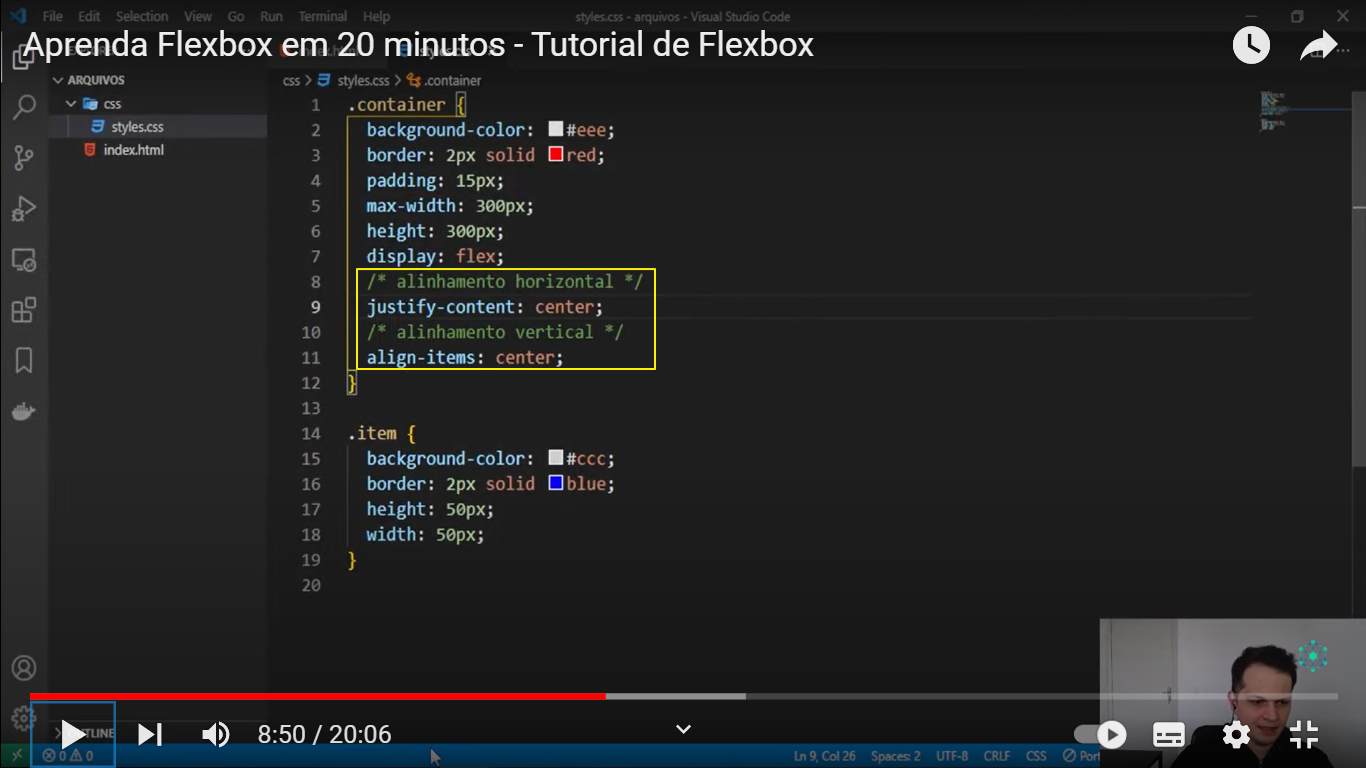 File Edit Selection View Go Run Terminal Help
styles.css - arquivos - Visual Studio Code
Aprenda Flexbox em 20 minutos - Tutorial de Flexbox
ARQUIVOS
css
styles.css
index.html
css > styles.css > .container
1 .container {
2 background-color: #eee;
3 border: 2px solid red;
4 padding: 15px;
5 max-width: 300px;
6 height: 300px;
7 display: flex;
8 /* alinhamento horizontal */
9 justify-content: center;
10 /* alinhamento vertical */
11 align-items: center;
12 }
13
14 .item {
15 background-color: #ccc;
16 border: 2px solid blue;
17 height: 50px;
18 width: 50px;
19 }
20
OUTLINE
8:50 / 20:06
0 0
Ln 9, Col 26 Spaces: 2 UTF-8 CRLF CSS